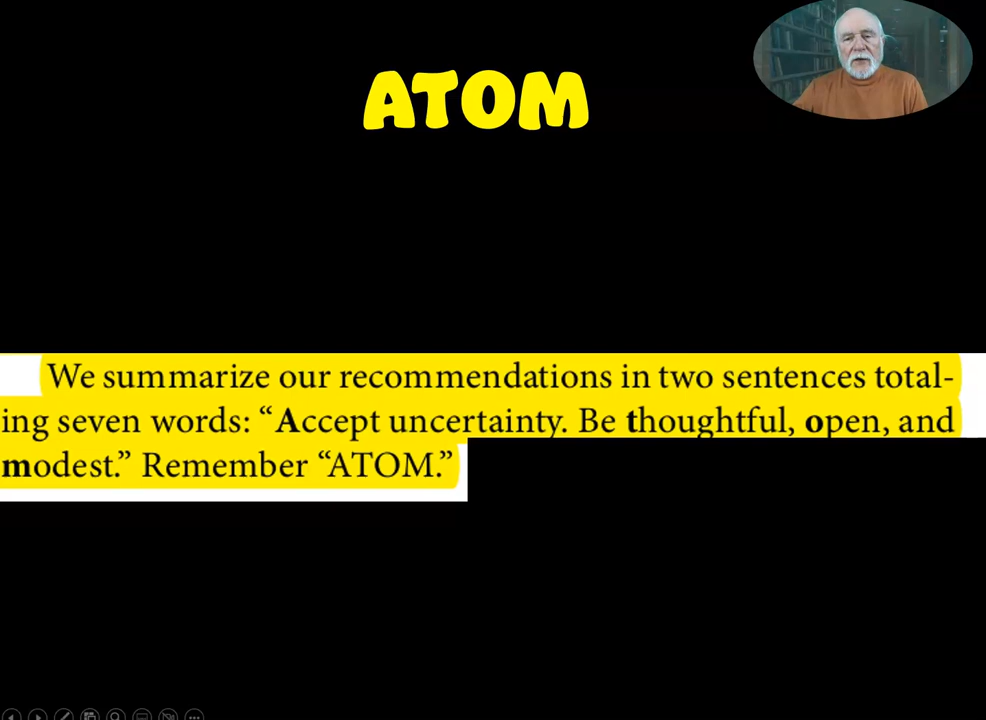 ATOM
We summarize our recommendations in two sentences total-
ing seven words: “Accept uncertainty. Be thoughtful, open, and
modest.” Remember “ATOM.”